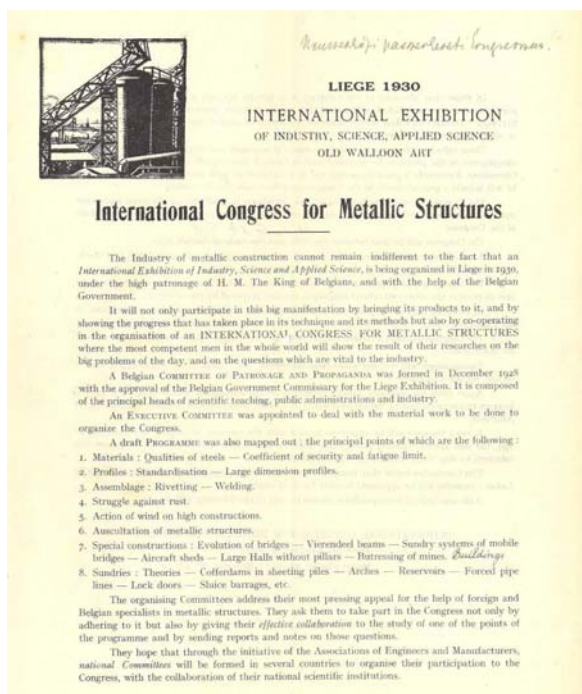 LIEGE 1930
INTERNATIONAL EXHIBITION
OF INDUSTRY, SCIENCE, APPLIED SCIENCE
OLD WALLOON ART
International Congress for Metallic Structures
The Industry of metallic construction cannot remain indifferent to the fact that an
International Exhibition of Industry, Science and Applied Science, is being organized in Liege in 1930,
under the high patronage of H. M. The King of Belgians, and with the help of the Belgian
Government.
It will not only participate in this big manifestation by bringing its products to it, and by
showing the progress that has taken place in its technique and its methods but also by co-operating
in the organisation of an INTERNATIONAL CONGRESS FOR METALLIC STRUCTURES
where the most competent men in the whole world will show the result of their researches on the
big problems of the day, and on the questions which are vital to the industry.
A Belgian COMMITTEE OF PATRONAGE AND PROPAGANDA was formed in December 1928
with the approval of the Belgian Government Commissary for the Liege Exhibition. It is composed
of the principal heads of scientific teaching, public administrations and industry.
An EXECUTIVE COMMITTEE was appointed to deal with the material work to be done to
organize the Congress.
A draft PROGRAMME was also mapped out ; the principal points of which are the following :
1. Materials : Qualities of steels — Coefficient of security and fatigue limit.
2. Profiles : Standardisation — Large dimension profiles.
3. Assemblage : Rivetting — Welding.
4. Struggle against rust.
5. Action of wind on high constructions.
6. Auscultation of metallic structures.
7. Special constructions : Evolution of bridges — Vierendeel beams — Sundry systems of mobile
bridges — Aircraft sheds — Large Halls without pillars — Butressing of mines. Buildings
8. Sundries : Theories — Cofferdams in sheeting piles — Arches — Reservoirs — Forced pipe
lines — Lock doors — Sluice barrages, etc.
The organising Committees address their most pressing appeal for the help of foreign and
Belgian specialists in metallic structures. They ask them to take part in the Congress not only by
adhering to it but also by giving their effective collaboration to the study of one of the points of
the programme and by sending reports and notes on those questions.
They hope that through the initiative of the Associations of Engineers and Manufacturers,
national Committees will be formed in several countries to organise their participation to the
Congress, with the collaboration of their national scientific institutions.